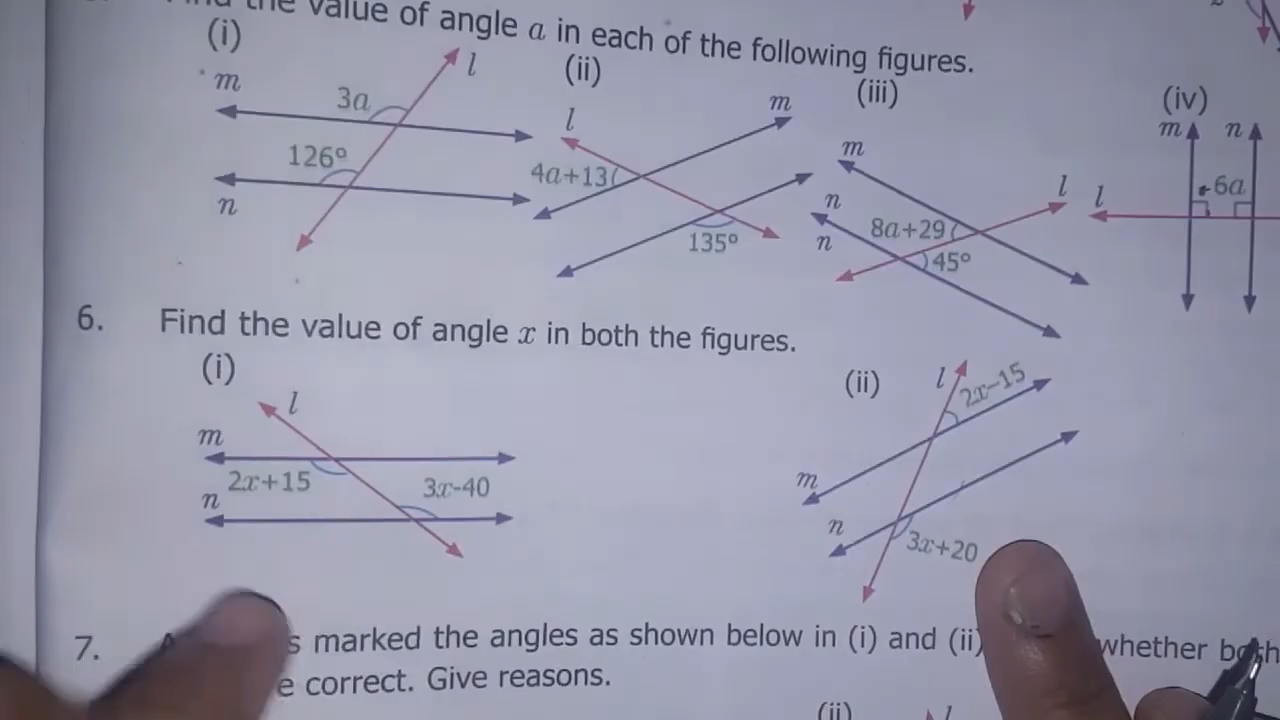 the value of angle a in each of the following figures.
(i)
l
m
3a
126°
n
(ii)
l
m
4a+13
135°
(iii)
m
n
n
l
8a+29
45°
(iv)
m
n
l
6a
6.
Find the value of angle x in both the figures.
(i)
l
m
2x+15
n
3x-40
(ii)
l
2x-15
m
n
3x+20
7.
marked the angles as shown below in (i) and (ii)
whether both
correct. Give reasons.
(ii)
l